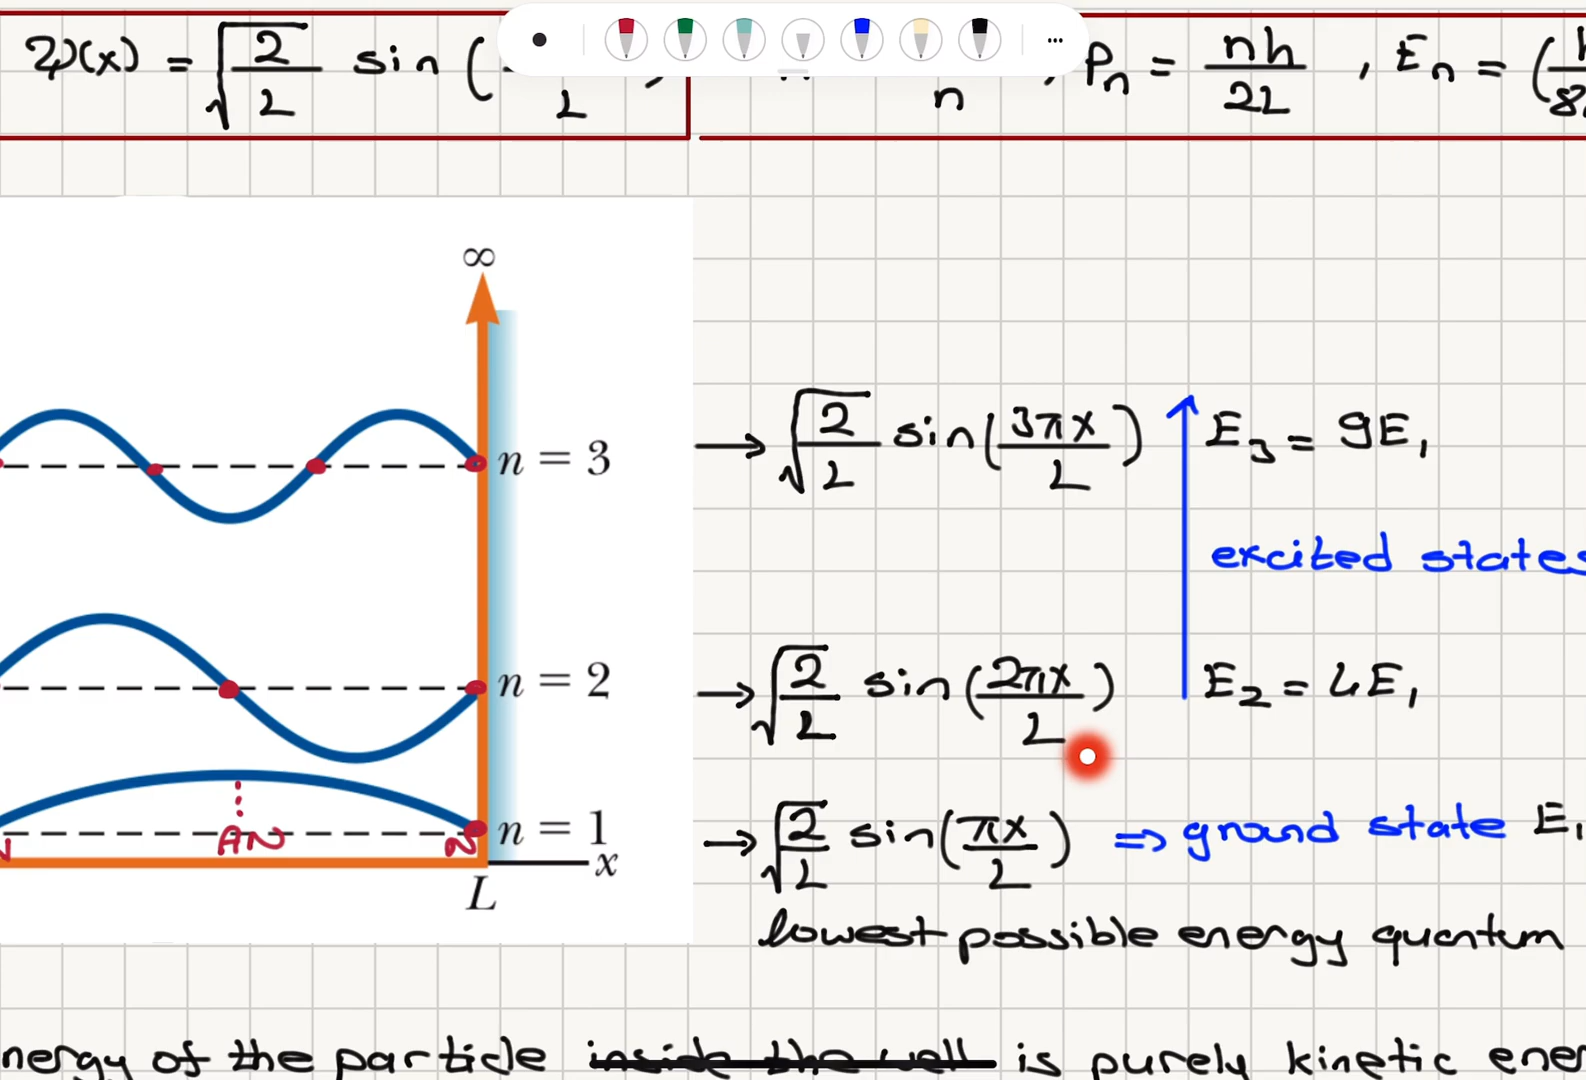 ψ(x) = √(2/L) sin ( /L
n , Pn = nh/2L , En = (
∞
n = 3 → √(2/L) sin(3πx/L) E3 = 9E1
excited states
n = 2 → √(2/L) sin(2πx/L) E2 = 4E1
AN N n = 1 → √(2/L) sin(πx/L) => ground state E1
x
L
lowest possible energy quantum
nergy of the particle inside the well is purely kinetic ener